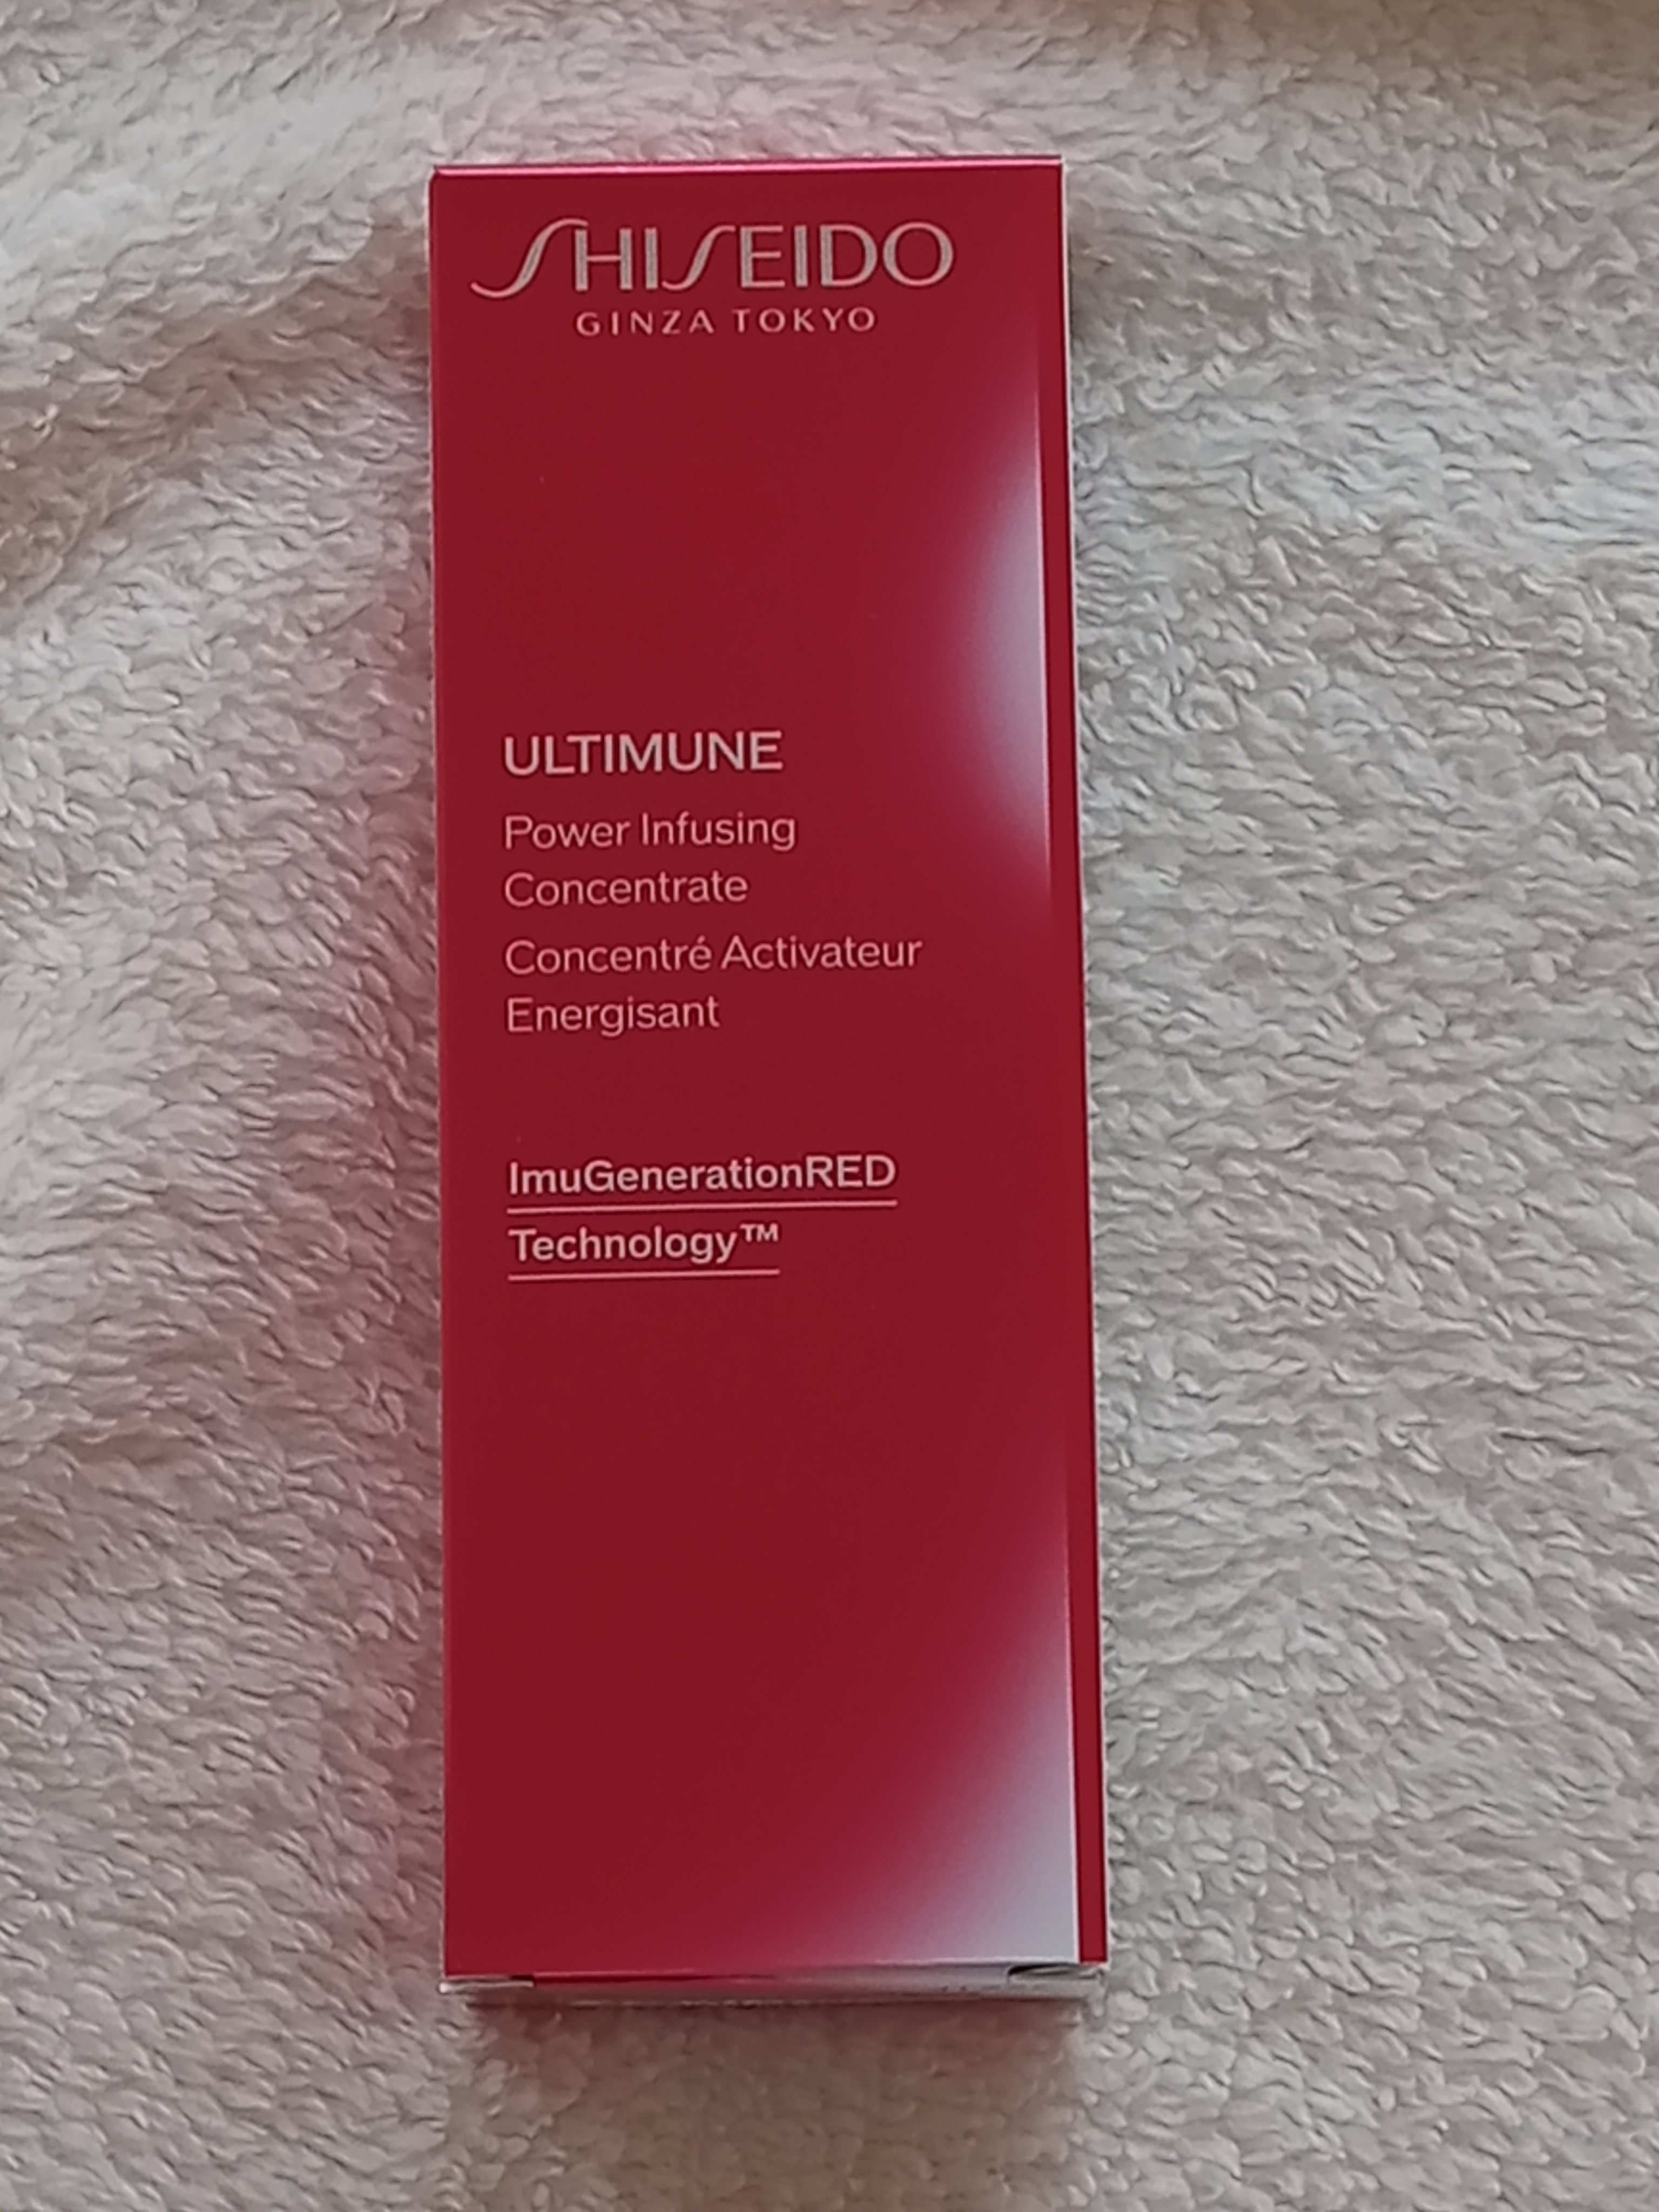 SHISEIDO
GINZA TOKYO
ULTIMUNE
Power Infusing
Concentrate
Concentré Activateur
Energisant
ImuGenerationRED
Technology™